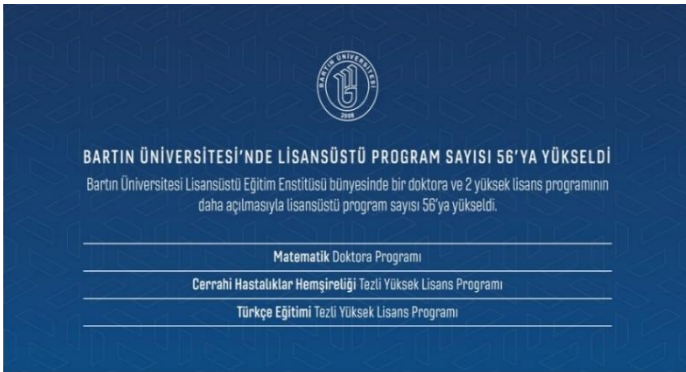 BARTIN ÜNİVERSİTESİ
2008
BARTIN ÜNİVERSİTESİ'NDE LİSANSÜSTÜ PROGRAM SAYISI 56'YA YÜKSELDİ
Bartın Üniversitesi Lisansüstü Eğitim Enstitüsü bünyesinde bir doktora ve 2 yüksek lisans programının
daha açılmasıyla lisansüstü program sayısı 56'ya yükseldi.
Matematik Doktora Programı
Cerrahi Hastalıklar Hemşireliği Tezli Yüksek Lisans Programı
Türkçe Eğitimi Tezli Yüksek Lisans Programı